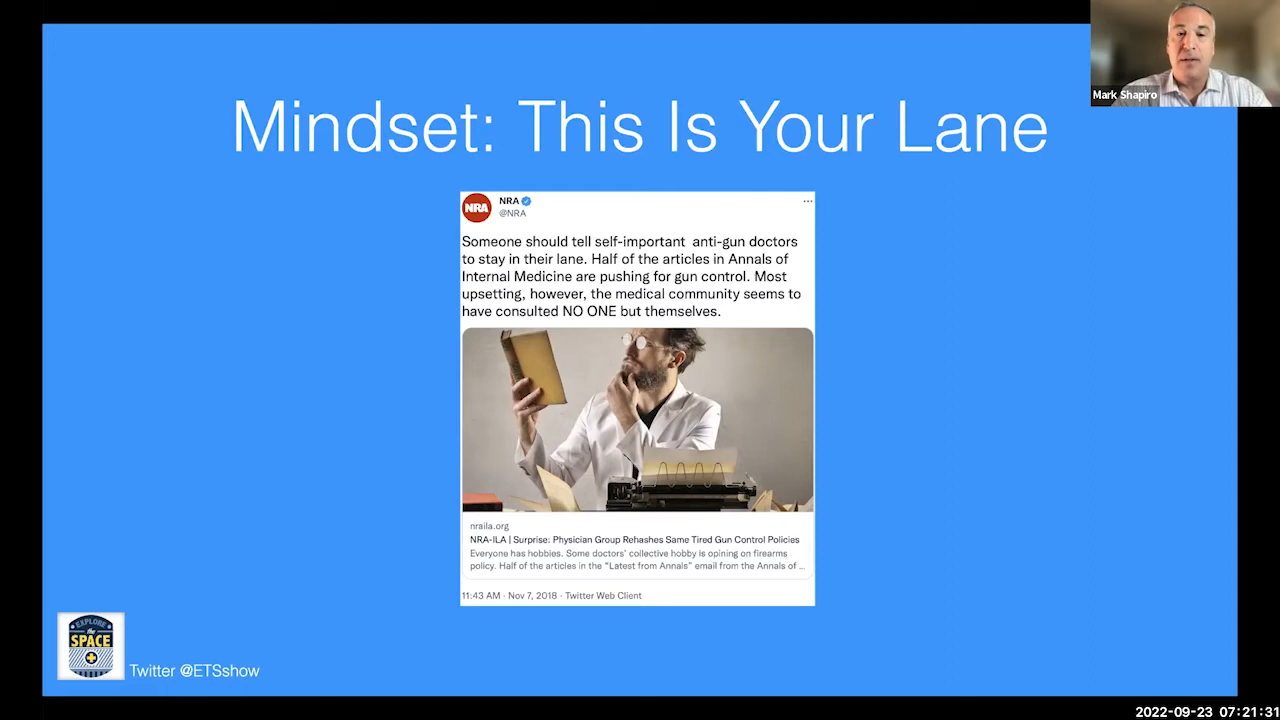 Mark Shapiro
Mindset: This Is Your Lane
NRA
NRA
@NRA
Someone should tell self-important anti-gun doctors
to stay in their lane. Half of the articles in Annals of
Internal Medicine are pushing for gun control. Most
upsetting, however, the medical community seems to
have consulted NO ONE but themselves.
nraila.org
NRA-ILA | Surprise: Physician Group Rehashes Same Tired Gun Control Policies
Everyone has hobbies. Some doctors' collective hobby is opining on firearms
policy. Half of the articles in the "Latest from Annals" email from the Annals of ...
11:43 AM · Nov 7, 2018 · Twitter Web Client
EXPLORE
the
SPACE
Twitter @ETSshow
2022-09-23 07:21:31